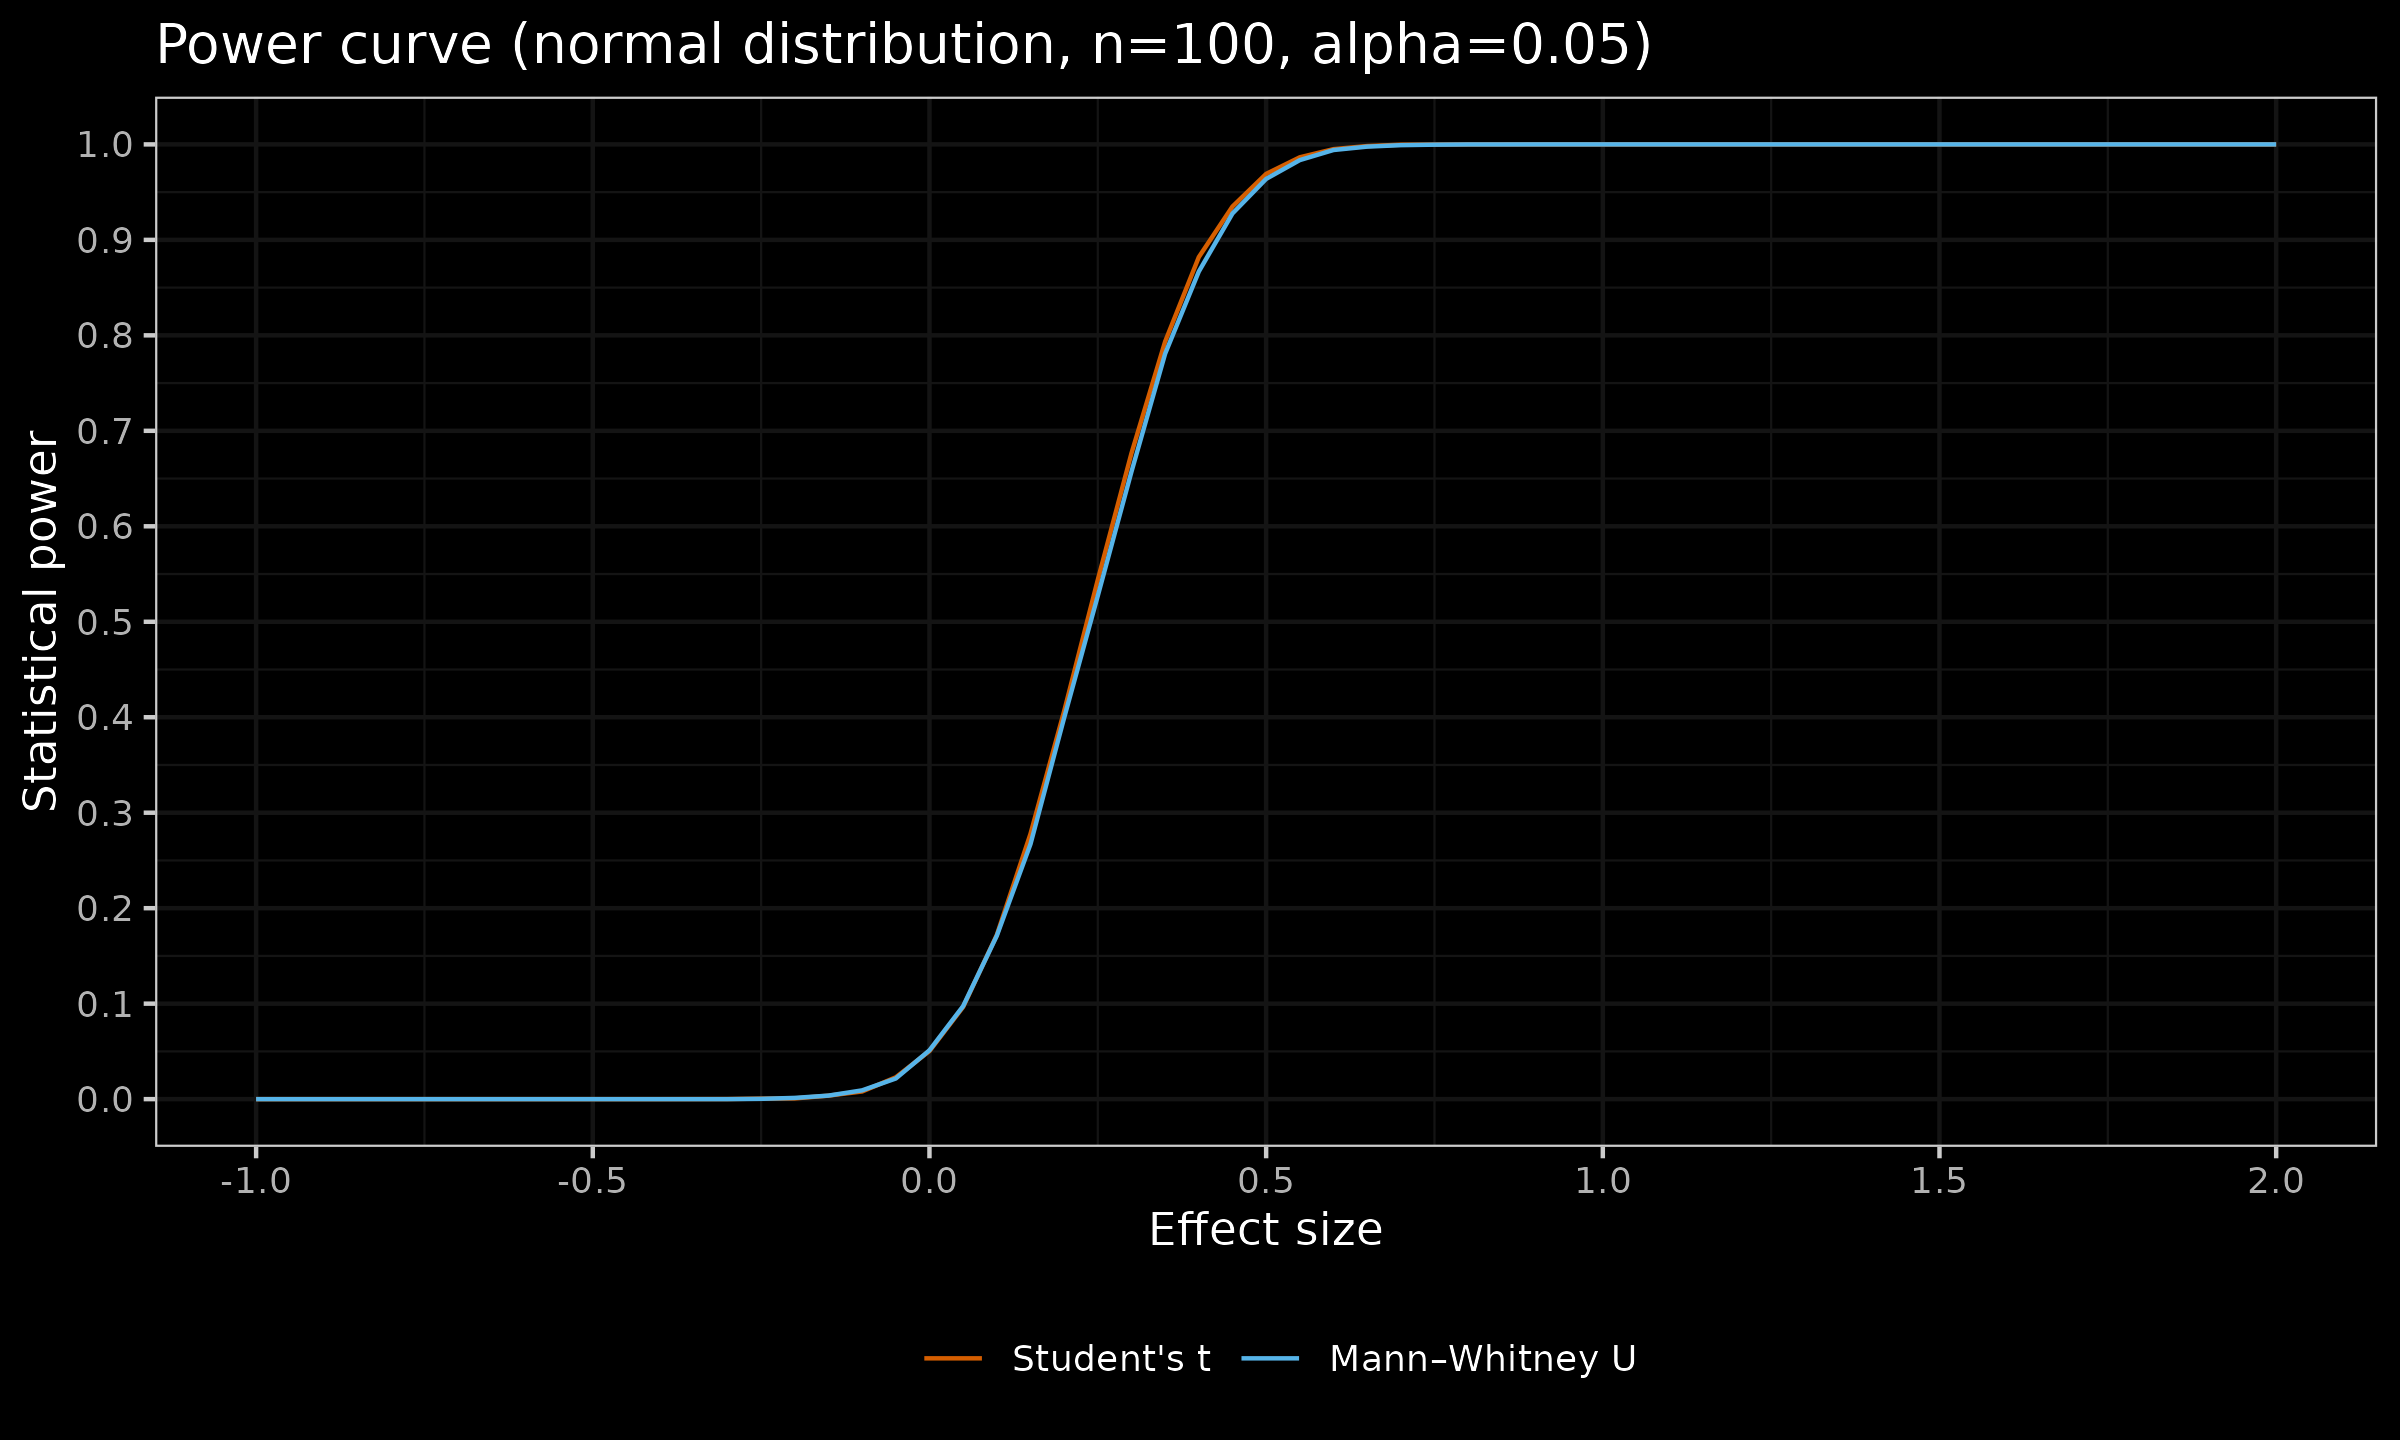 Power curve (normal distribution, n=100, alpha=0.05)
Statistical power
1.0
0.9
0.8
0.7
0.6
0.5
0.4
0.3
0.2
0.1
0.0
-1.0 -0.5 0.0 0.5 1.0 1.5 2.0
Effect size
Student's t Mann–Whitney U